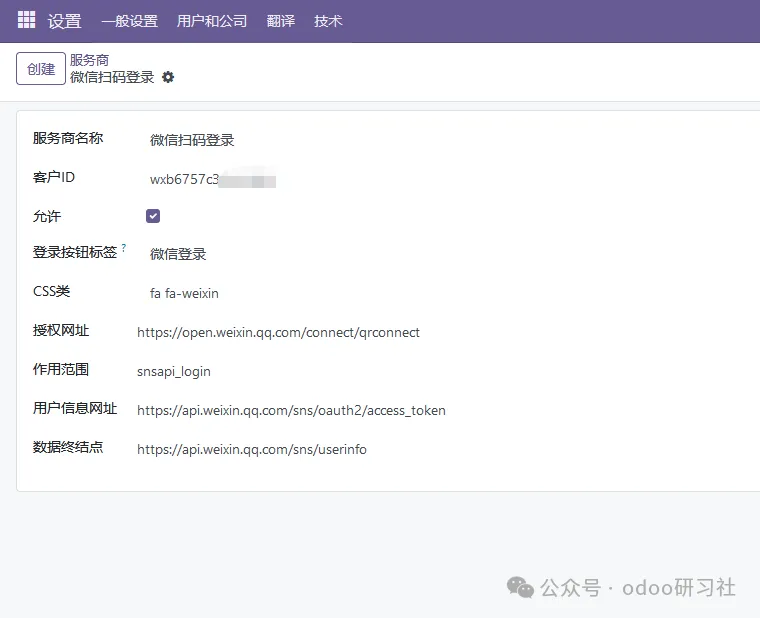 设置 一般设置 用户和公司 翻译 技术
创建
服务商
微信扫码登录
服务商名称 微信扫码登录
客户ID wxb6757c3
允许
登录按钮标签 ? 微信登录
CSS类 fa fa-weixin
授权网址 https://open.weixin.qq.com/connect/qrconnect
作用范围 snsapi_login
用户信息网址 https://api.weixin.qq.com/sns/oauth2/access_token
数据终结点 https://api.weixin.qq.com/sns/userinfo
公众号 · odoo研习社